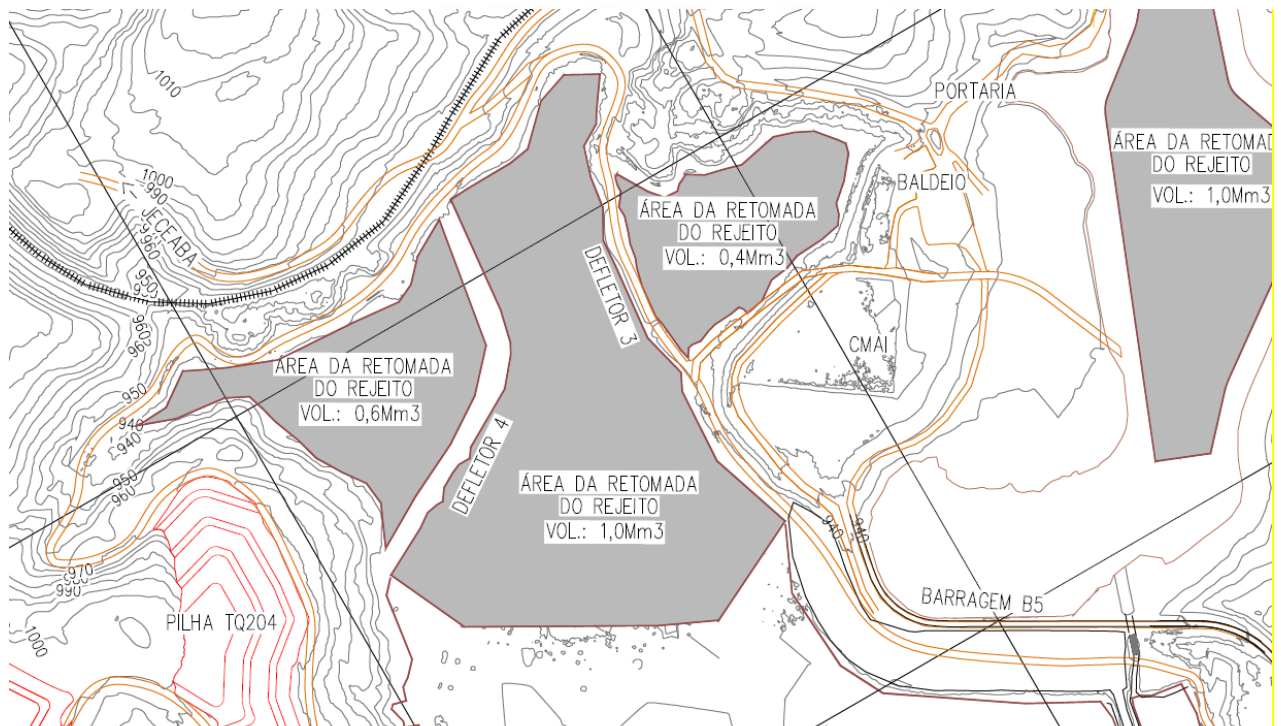 1010
PORTARIA
ÁREA DA RETOMAD
DO REJEITO
VOL.: 1,0Mm3
BALDEIO
1000
990
JECEABA
960
950
960
960
ÁREA DA RETOMADA
DO REJEITO
VOL.: 0,4Mm3
DEFLETOR 3
CMAI
ÁREA DA RETOMADA
DO REJEITO
VOL.: 0,6Mm3
950
940
940
950
960
DEFLETOR 4
ÁREA DA RETOMADA
DO REJEITO
VOL.: 1,0Mm3
940
940
970
990
BARRAGEM B5
PILHA TQ204
1000